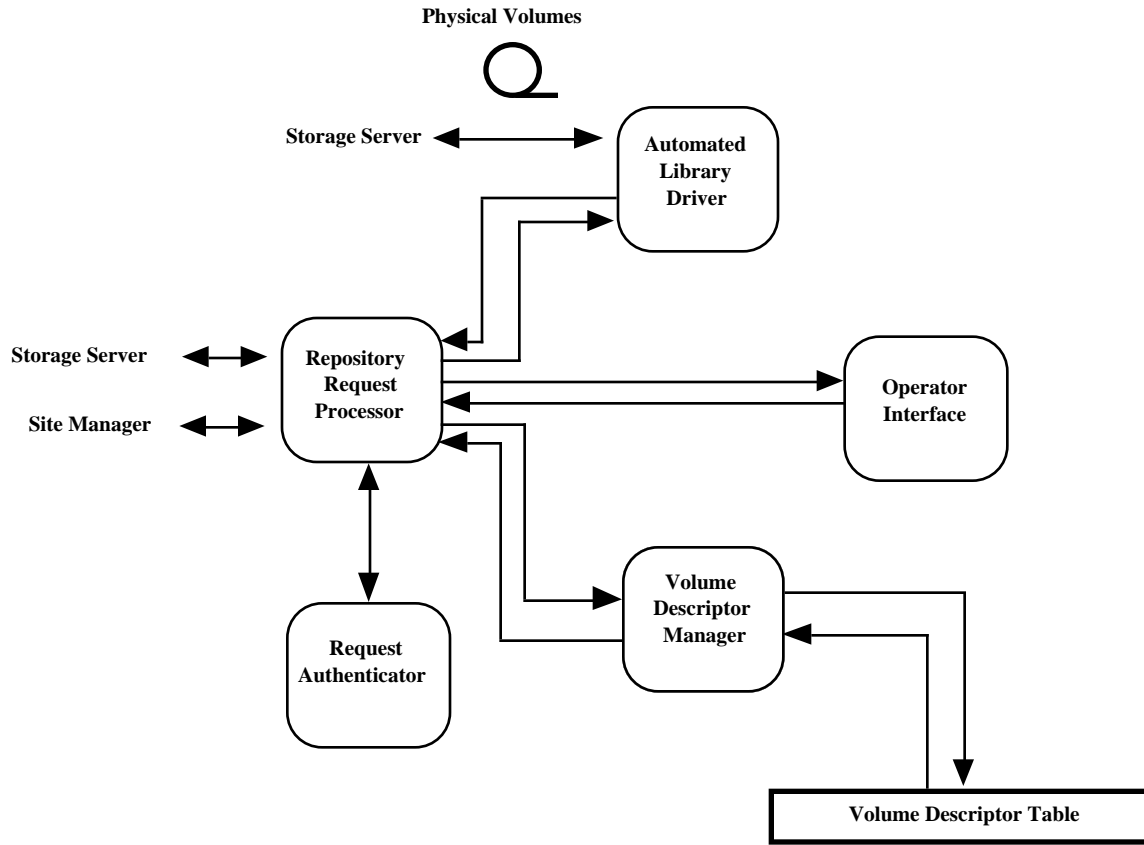 Physical Volumes
Storage Server
Automated
Library
Driver
Storage Server
Repository
Request
Processor
Operator
Interface
Site Manager
Volume
Descriptor
Manager
Request
Authenticator
Volume Descriptor Table